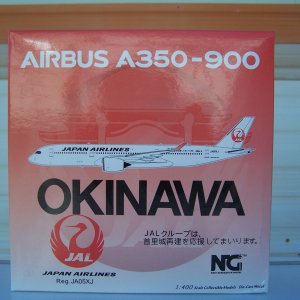 AIRBUS A350-900
JAPAN AIRLINES
OKINAWA
JALグループは、
首里城再建を応援してまいります。
JAL
JAPAN AIRLINES
Reg. JA05XJ
NG
1:400 Scale Collectible Models Die-Cast Metal